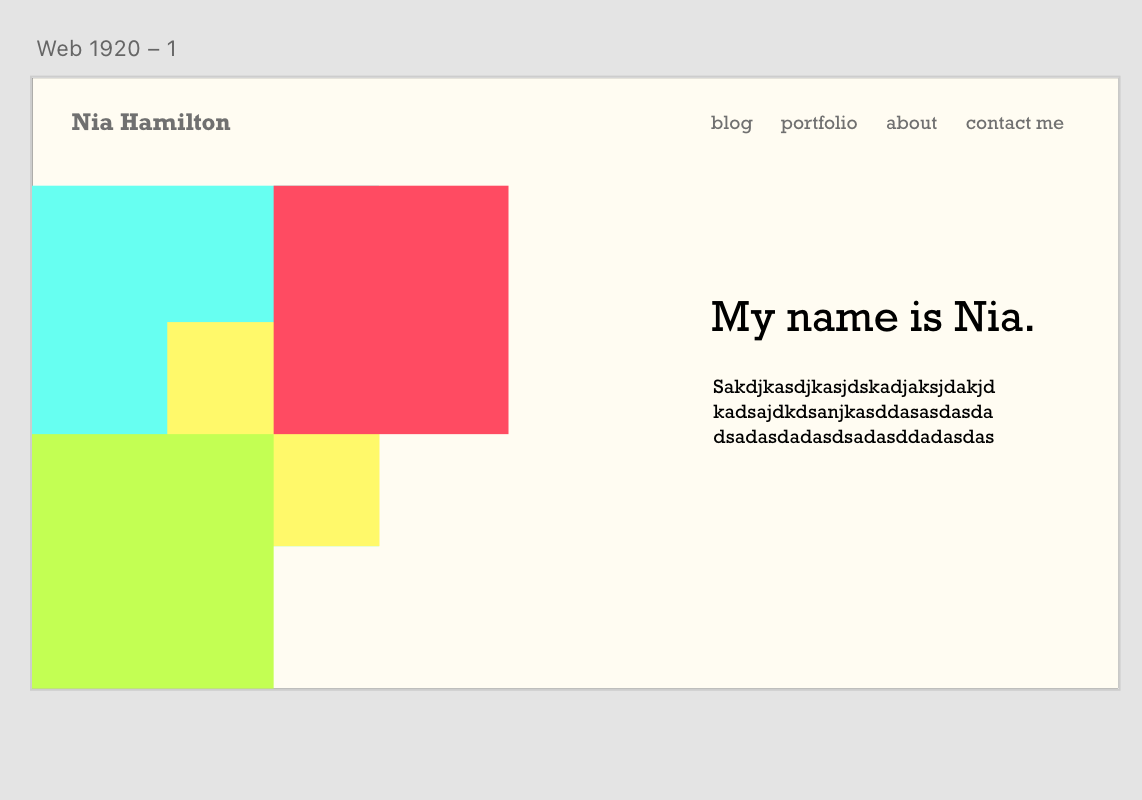 Web 1920 – 1
Nia Hamilton
blog portfolio about contact me
My name is Nia.
Sakdjkasdjkasjdskadjaksjdakjd
kadsajdkdsanjkasddasasdasda
dsadasdadasdsadasddadasdas